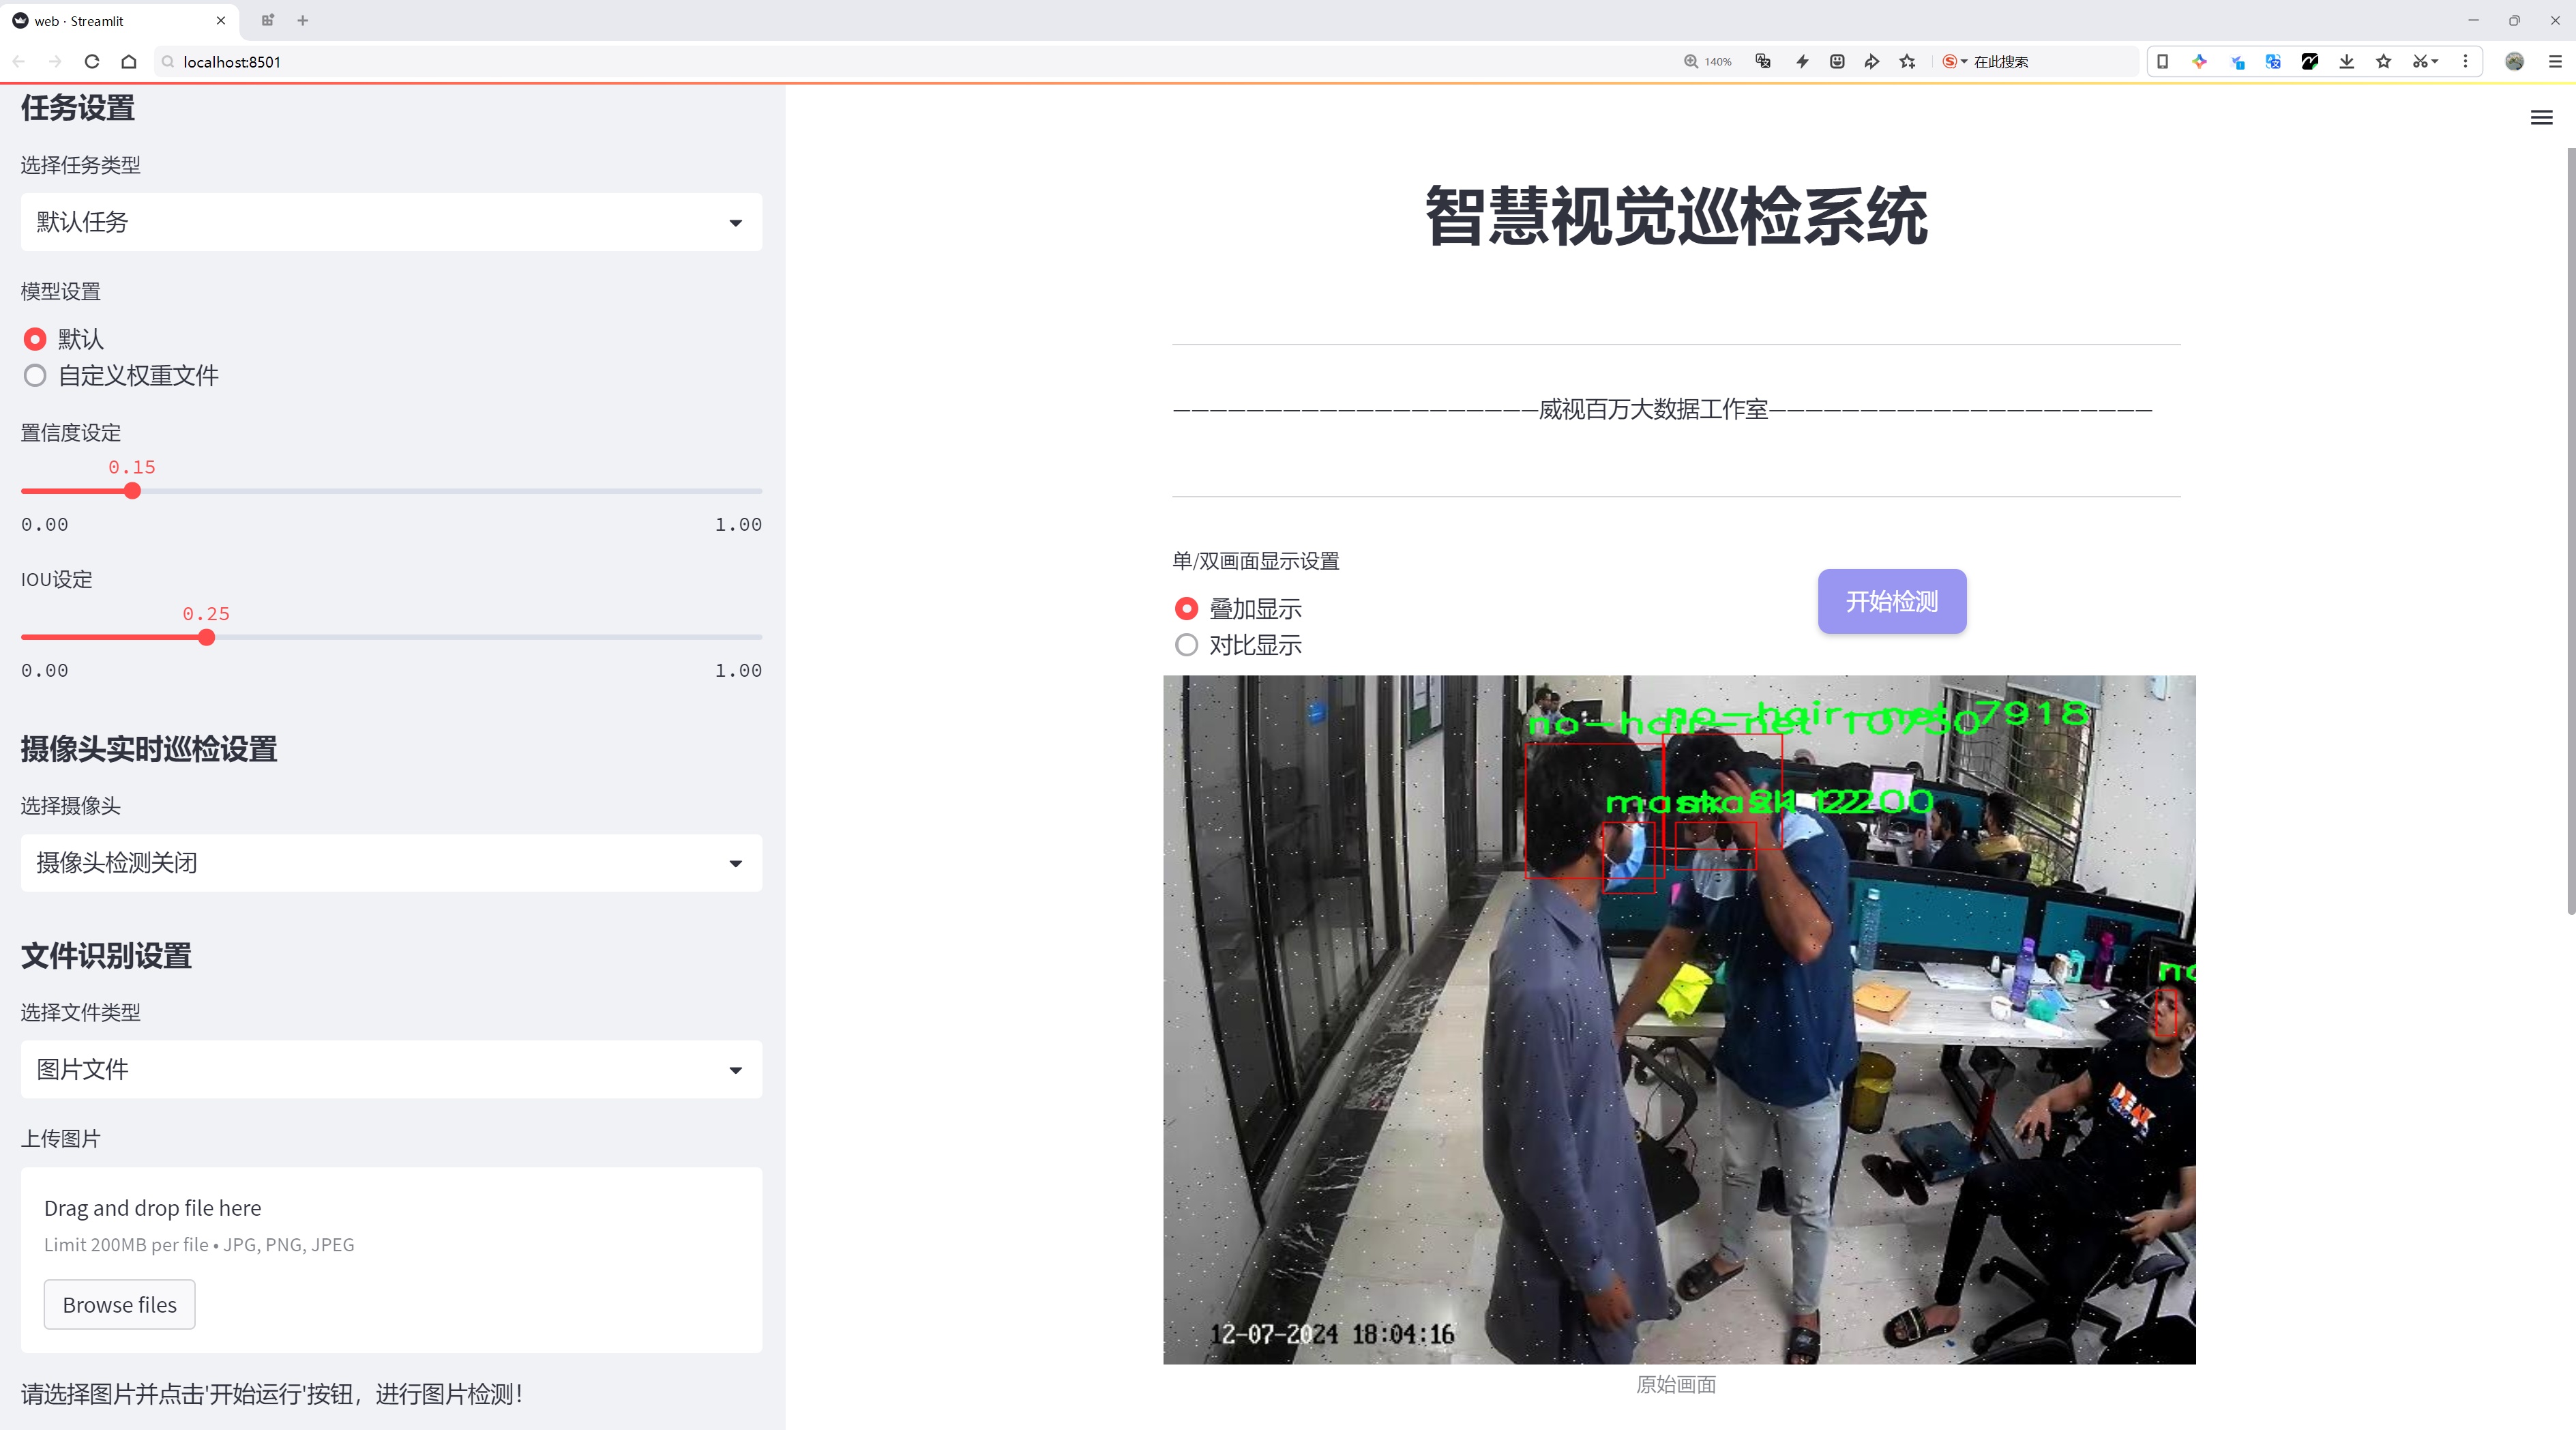 web · Streamlit
localhost:8501
140%
在此搜索
任务设置
选择任务类型
默认任务
模型设置
默认
自定义权重文件
置信度设定
0.15
0.00
1.00
IOU设定
0.25
0.00
1.00
摄像头实时巡检设置
选择摄像头
摄像头检测关闭
文件识别设置
选择文件类型
图片文件
上传图片
Drag and drop file here
Limit 200MB per file • JPG, PNG, JPEG
Browse files
请选择图片并点击'开始运行'按钮，进行图片检测！
智慧视觉巡检系统
————————————————————威视百万大数据工作室—————————————————————
单/双画面显示设置
叠加显示
对比显示
开始检测
no-hair-net 7918
no-hair-net
12-07-2024 18:04:16
原始画面